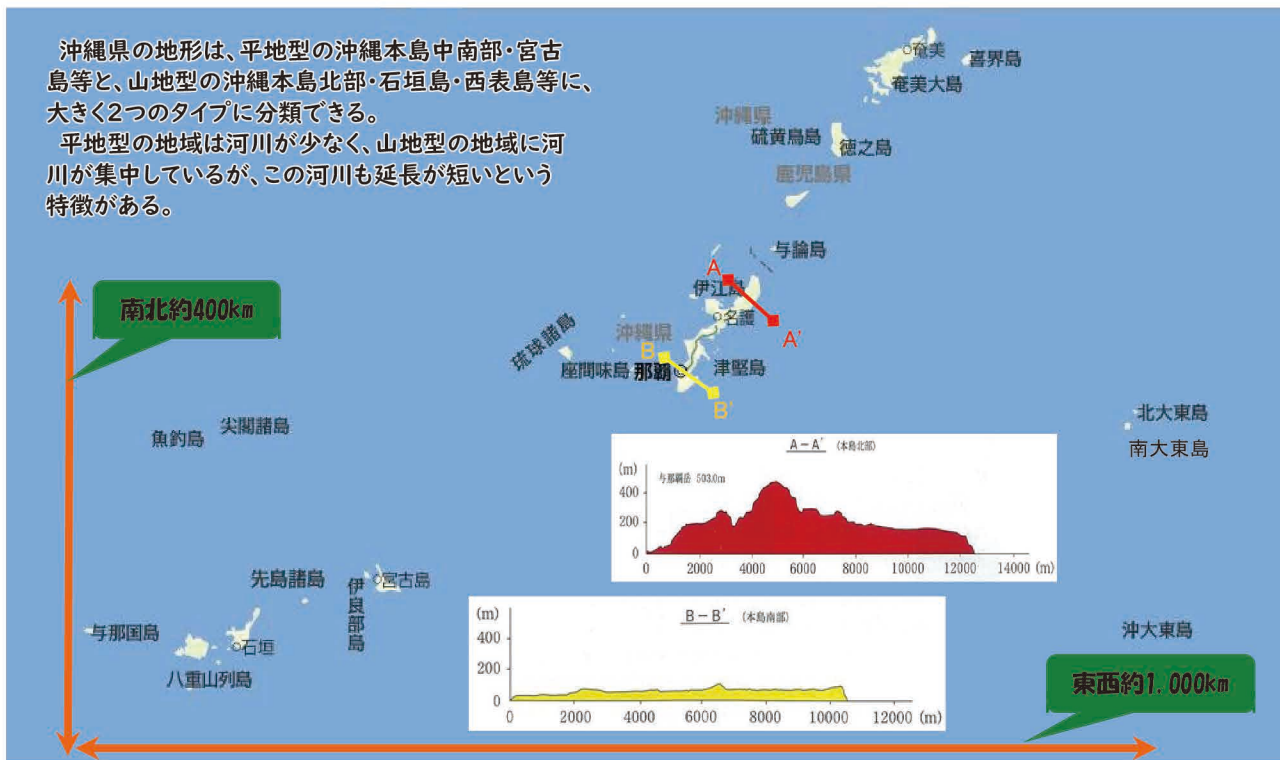 沖縄県の地形は、平地型の沖縄本島中南部・宮古
島等と、山地型の沖縄本島北部・石垣島・西表島等に、
大きく2つのタイプに分類できる。
平地型の地域は河川が少なく、山地型の地域に河
川が集中しているが、この河川も延長が短いという
特徴がある。
奄美
喜界島
奄美大島
沖縄県
硫黄鳥島
徳之島
鹿児島県
与論島
A
伊江島
名護
A'
南北約400km
沖縄県
琉球諸島
B
座間味島
那覇
津堅島
B'
北大東島
南大東島
尖閣諸島
魚釣島
A-A' (本島北部)
(m)
与那覇岳 503.0m
400
200
0
0 2000 4000 6000 8000 10000 12000 14000 (m)
先島諸島
伊良部島
宮古島
与那国島
石垣
八重山列島
B-B' (本島南部)
(m)
400
200
0
0 2000 4000 6000 8000 10000 12000 (m)
沖大東島
東西約1.000km